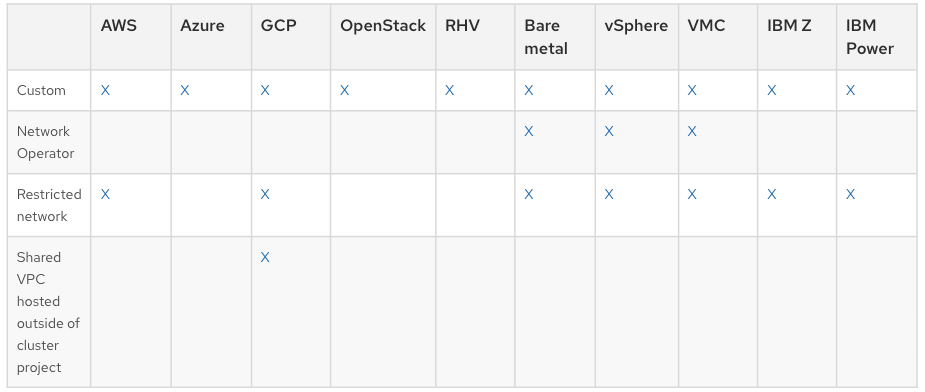 AWS Azure GCP OpenStack RHV Bare metal vSphere VMC IBM Z IBM Power
Custom X X X X X X X X X X
Network Operator X X X
Restricted network X X X X X X X
Shared VPC hosted outside of cluster project X